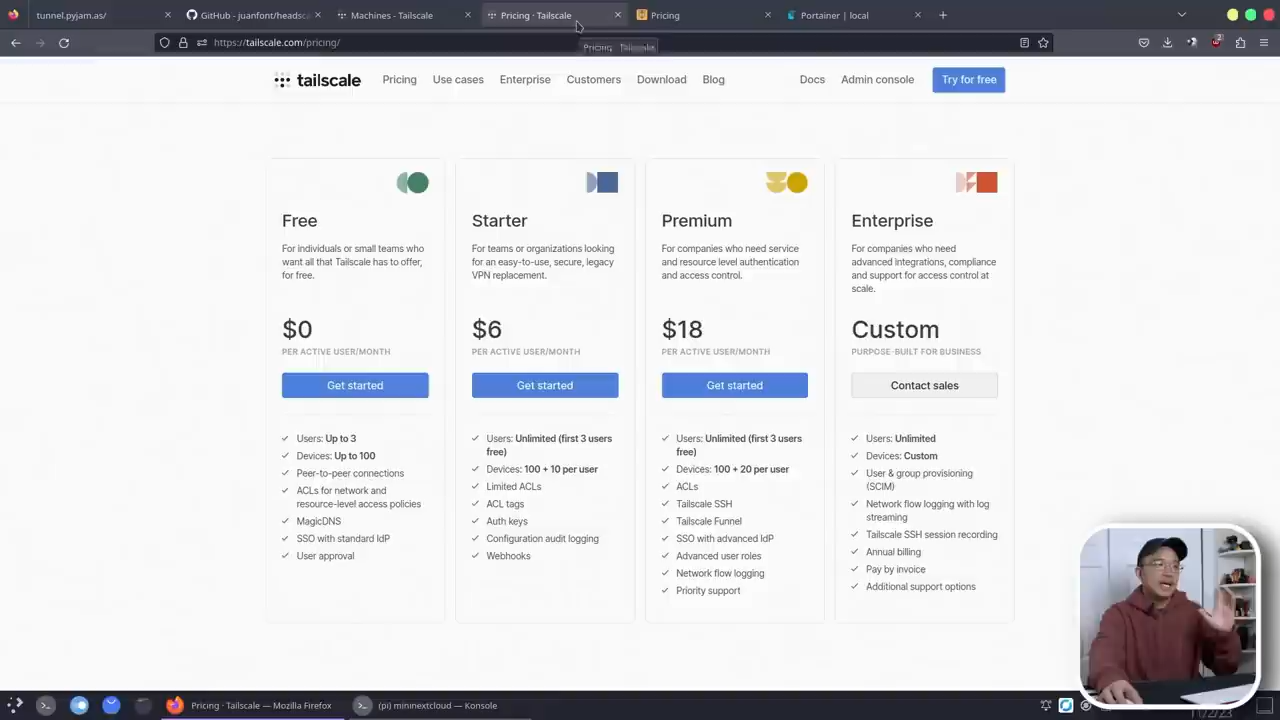 tunnel.pyjam.as/
GitHub - juanfont/headsc
Machines - Tailscale
Pricing · Tailscale
Pricing
Portainer | local
https://tailscale.com/pricing/
Pricing · Tailscale
tailscale
Pricing
Use cases
Enterprise
Customers
Download
Blog
Docs
Admin console
Try for free
Free
For individuals or small teams who
want all that Tailscale has to offer,
for free.
$0
PER ACTIVE USER/MONTH
Get started
Users: Up to 3
Devices: Up to 100
Peer-to-peer connections
ACLs for network and
resource-level access policies
MagicDNS
SSO with standard IdP
User approval
Starter
For teams or organizations looking
for an easy-to-use, secure, legacy
VPN replacement.
$6
PER ACTIVE USER/MONTH
Get started
Users: Unlimited (first 3 users
free)
Devices: 100 + 10 per user
Limited ACLs
ACL tags
Auth keys
Configuration audit logging
Webhooks
Premium
For companies who need service
and resource level authentication
and access control.
$18
PER ACTIVE USER/MONTH
Get started
Users: Unlimited (first 3 users
free)
Devices: 100 + 20 per user
ACLs
Tailscale SSH
Tailscale Funnel
SSO with advanced IdP
Advanced user roles
Network flow logging
Priority support
Enterprise
For companies who need
advanced integrations, compliance
and support for access control at
scale.
Custom
PURPOSE-BUILT FOR BUSINESS
Contact sales
Users: Unlimited
Devices: Custom
User & group provisioning
(SCIM)
Network flow logging with log
streaming
Tailscale SSH session recording
Annual billing
Pay by invoice
Additional support options
Pricing · Tailscale — Mozilla Firefox
(pi) mininextcloud — Konsole